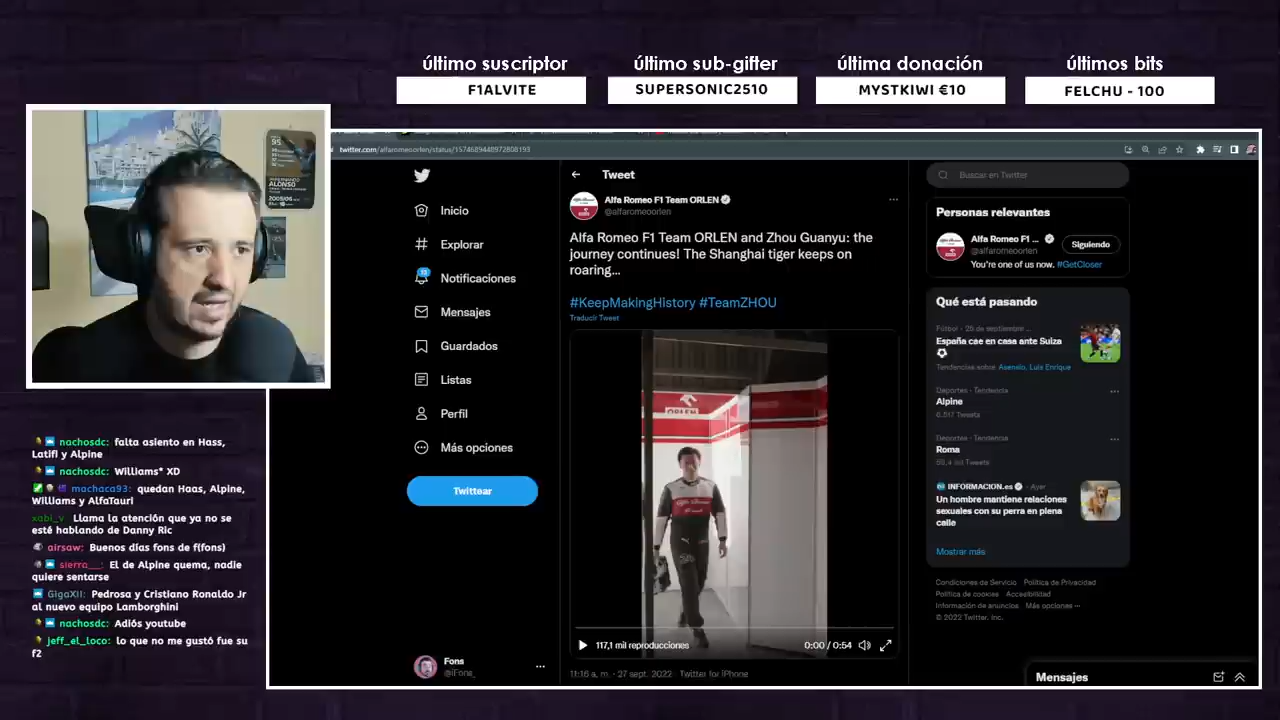 último suscriptor
F1ALVITE
último sub-gifter
SUPERSONIC2510
última donación
MYSTKIWI €10
últimos bits
FELCHU - 100
ALONSO
twitter.com/alfaromeoorlen/status/1574689448972808193
Inicio
Explorar
Notificaciones
Mensajes
Guardados
Listas
Perfil
Más opciones
Twittear
Fons
@iFons_
Tweet
Alfa Romeo F1 Team ORLEN
@alfaromeoorlen
Alfa Romeo F1 Team ORLEN and Zhou Guanyu: the
journey continues! The Shanghai tiger keeps on
roaring...
#KeepMakingHistory #TeamZHOU
Traducir Tweet
ORLEN
117,1 mil reproducciones
0:00 / 0:54
11:16 a. m. · 27 sept. 2022 · Twitter for iPhone
Buscar en Twitter
Personas relevantes
Alfa Romeo F1 ...
@alfaromeoorlen
Siguiendo
You're one of us now. #GetCloser
Qué está pasando
Fútbol · 25 de septiembre ...
España cae en casa ante Suiza
Tendencias sobre Asensio, Luis Enrique
Deportes · Tendencia
Alpine
6.517 Tweets
Deportes · Tendencia
Roma
INFORMACION.es · Ayer
Un hombre mantiene relaciones
sexuales con su perra en plena
calle
Mostrar más
Condiciones de Servicio Política de Privacidad
Política de cookies Accesibilidad
Información de anuncios Más opciones ···
© 2022 Twitter, Inc.
Mensajes
nachosdc: falta asiento en Hass,
Latifi y Alpine
nachosdc: Williams* XD
machaca93: quedan Haas, Alpine,
Williams y AlfaTauri
xabi_v: Llama la atención que ya no se
esté hablando de Danny Ric
airsaw: Buenos días fons de f(fons)
sierra__: El de Alpine quema, nadie
quiere sentarse
GigaXII: Pedrosa y Cristiano Ronaldo Jr
al nuevo equipo Lamborghini
nachosdc: Adiós youtube
jeff_el_loco: lo que no me gustó fue su
f2